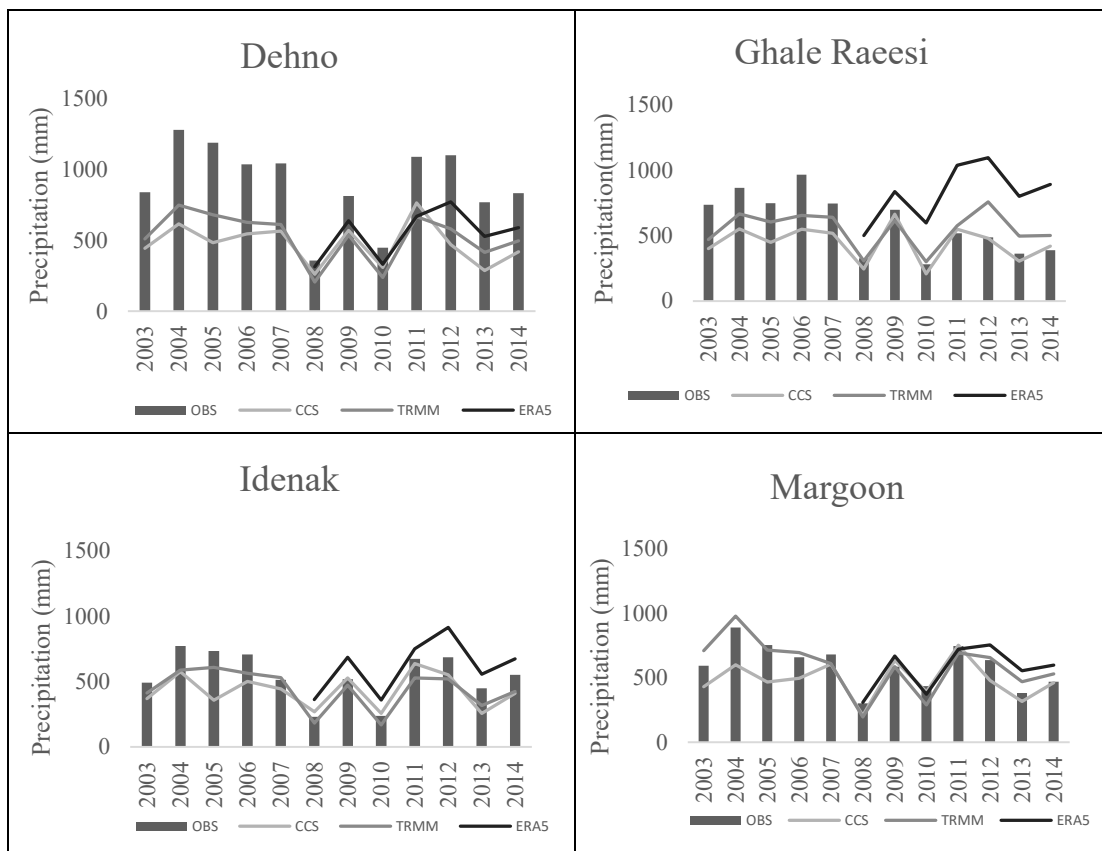 Dehno
Precipitation (mm)
1500
1000
500
0
2003 2004 2005 2006 2007 2008 2009 2010 2011 2012 2013 2014
OBS CCS TRMM ERA5
Ghale Raeesi
Precipitation(mm)
1500
1000
500
0
2003 2004 2005 2006 2007 2008 2009 2010 2011 2012 2013 2014
OBS CCS TRMM ERA5
Idenak
Precipitation (mm)
1500
1000
500
0
2003 2004 2005 2006 2007 2008 2009 2010 2011 2012 2013 2014
OBS CCS TRMM ERA5
Margoon
Precipitation (mm)
1500
1000
500
0
2003 2004 2005 2006 2007 2008 2009 2010 2011 2012 2013 2014
OBS CCS TRMM ERA5